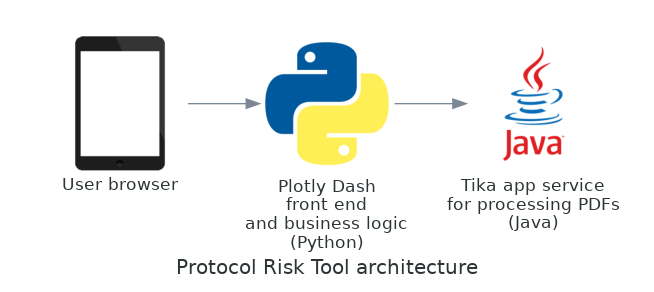 Java
User browser
Plotly Dash
front end
and business logic
(Python)
Tika app service
for processing PDFs
(Java)
Protocol Risk Tool architecture